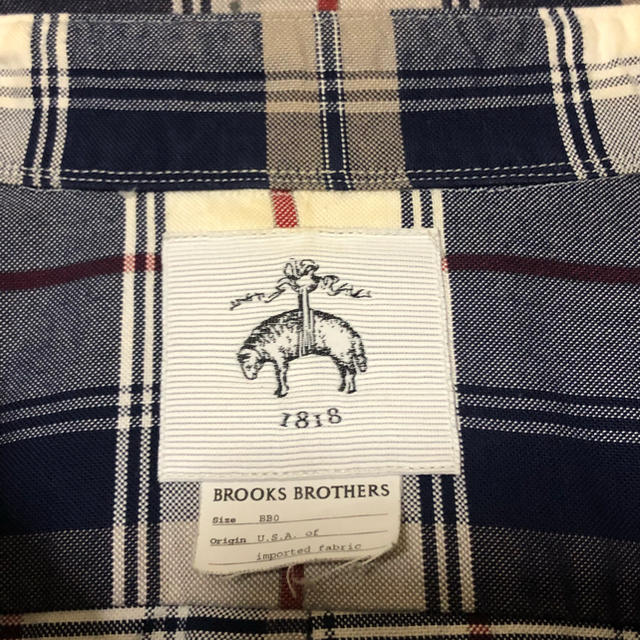 1818
BROOKS BROTHERS
Size BB0
Origin U.S.A. of
imported fabric